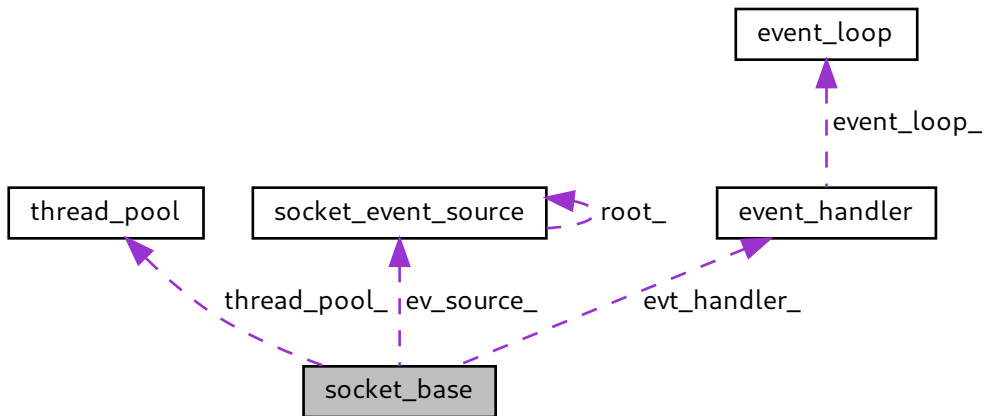 event_loop
event_loop_
thread_pool
socket_event_source
root_
event_handler
thread_pool_
ev_source_
evt_handler_
socket_base